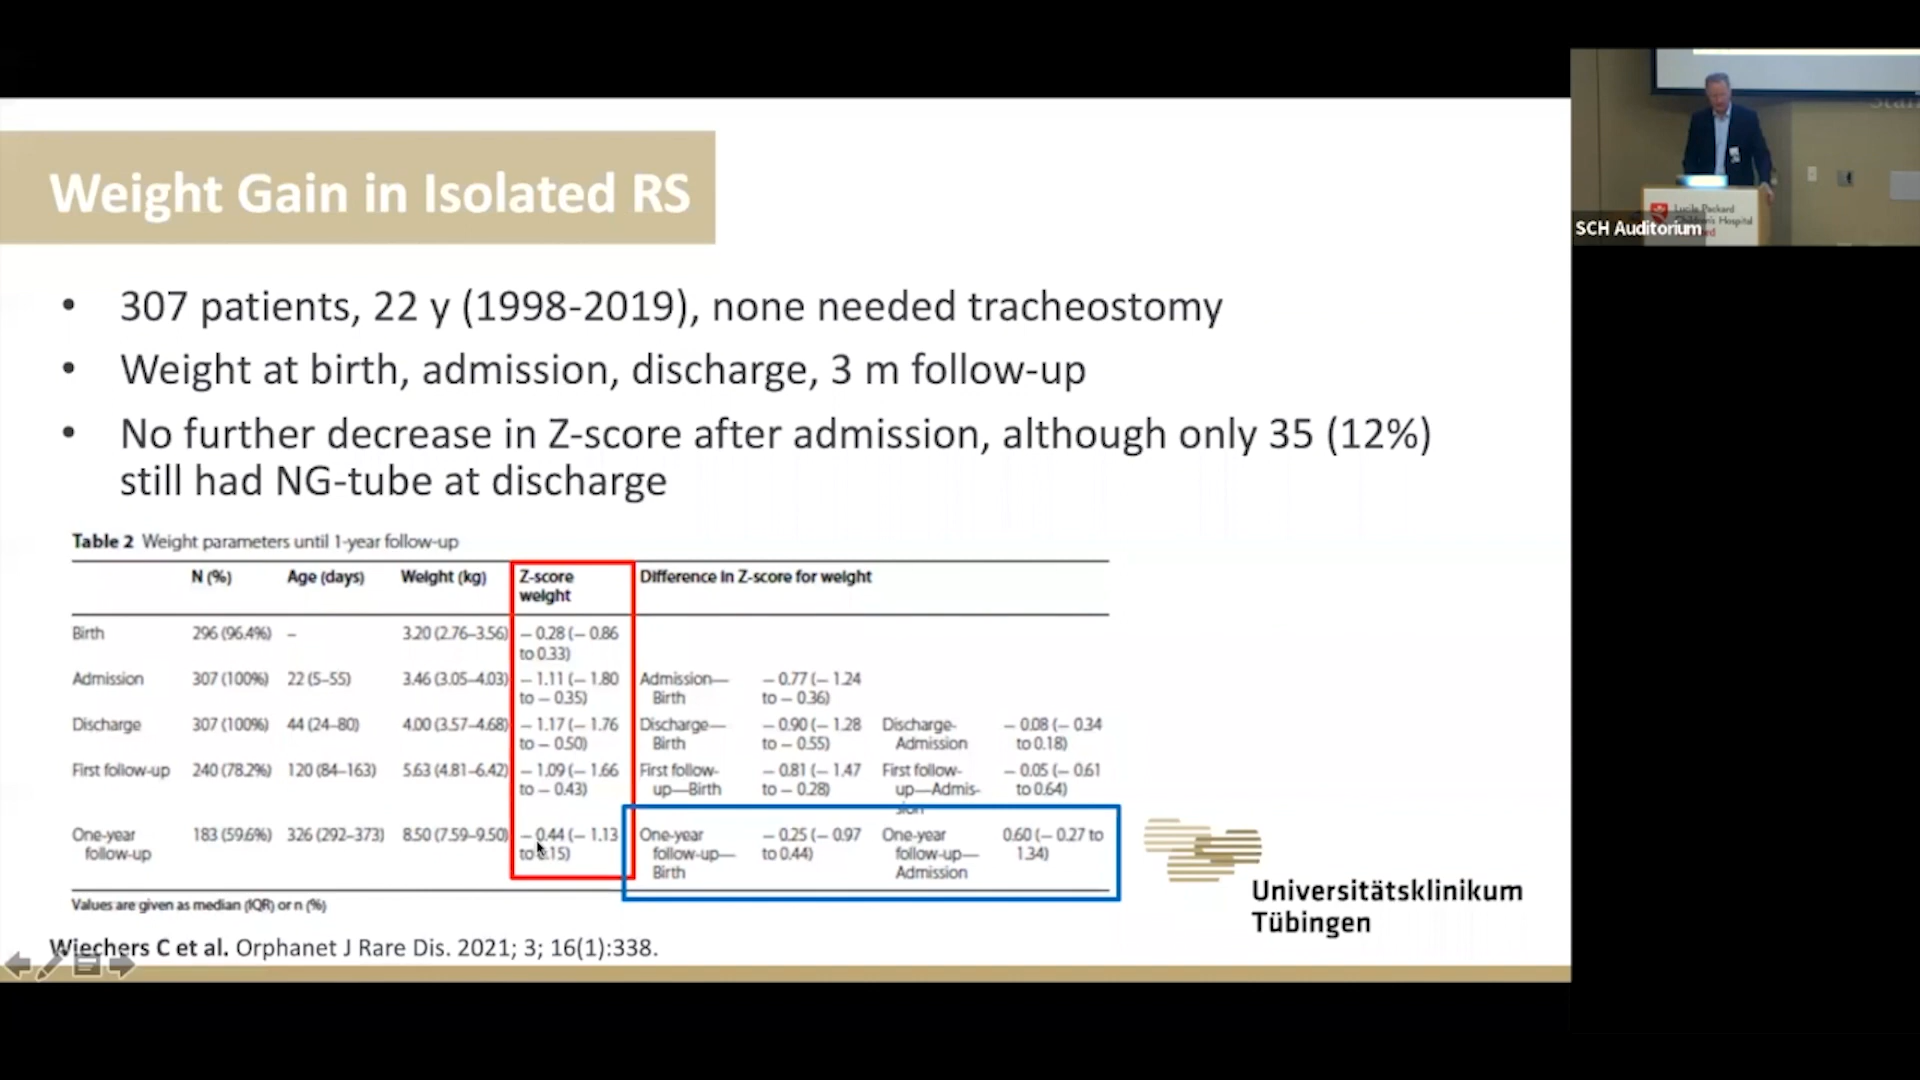 Weight Gain in Isolated RS
• 307 patients, 22 y (1998-2019), none needed tracheostomy
• Weight at birth, admission, discharge, 3 m follow-up
• No further decrease in Z-score after admission, although only 35 (12%)
still had NG-tube at discharge
Table 2 Weight parameters until 1-year follow-up
N (%) Age (days) Weight (kg) Z-score Difference in Z-score for weight
weight
Birth 296 (96.4%) – 3.20 (2.76–3.56) – 0.28 (– 0.86
to 0.33)
Admission 307 (100%) 22 (5–55) 3.46 (3.05–4.03) – 1.11 (– 1.80 Admission— – 0.77 (– 1.24
to – 0.35) Birth to – 0.36)
Discharge 307 (100%) 44 (24–80) 4.00 (3.57–4.68) – 1.17 (– 1.76 Discharge— – 0.90 (– 1.28 Discharge- – 0.08 (– 0.34
to – 0.50) Birth to – 0.55) Admission to 0.18)
First follow-up 240 (78.2%) 120 (84–163) 5.63 (4.81–6.42) – 1.09 (– 1.66 First follow- – 0.81 (– 1.47 First follow- – 0.05 (– 0.61
to – 0.43) up—Birth to – 0.28) up—Admis- to 0.64)
sion
One-year 183 (59.6%) 326 (292–373) 8.50 (7.59–9.50) – 0.44 (– 1.13 One-year – 0.25 (– 0.97 One-year 0.60 (– 0.27 to
follow-up to 0.15) follow-up— to 0.44) follow-up— 1.34)
Birth Admission
Values are given as median (IQR) or n (%)
Universitätsklinikum
Tübingen
Wiechers C et al. Orphanet J Rare Dis. 2021; 3; 16(1):338.
Lucile Packard
Children's Hospital
SCH Auditorium